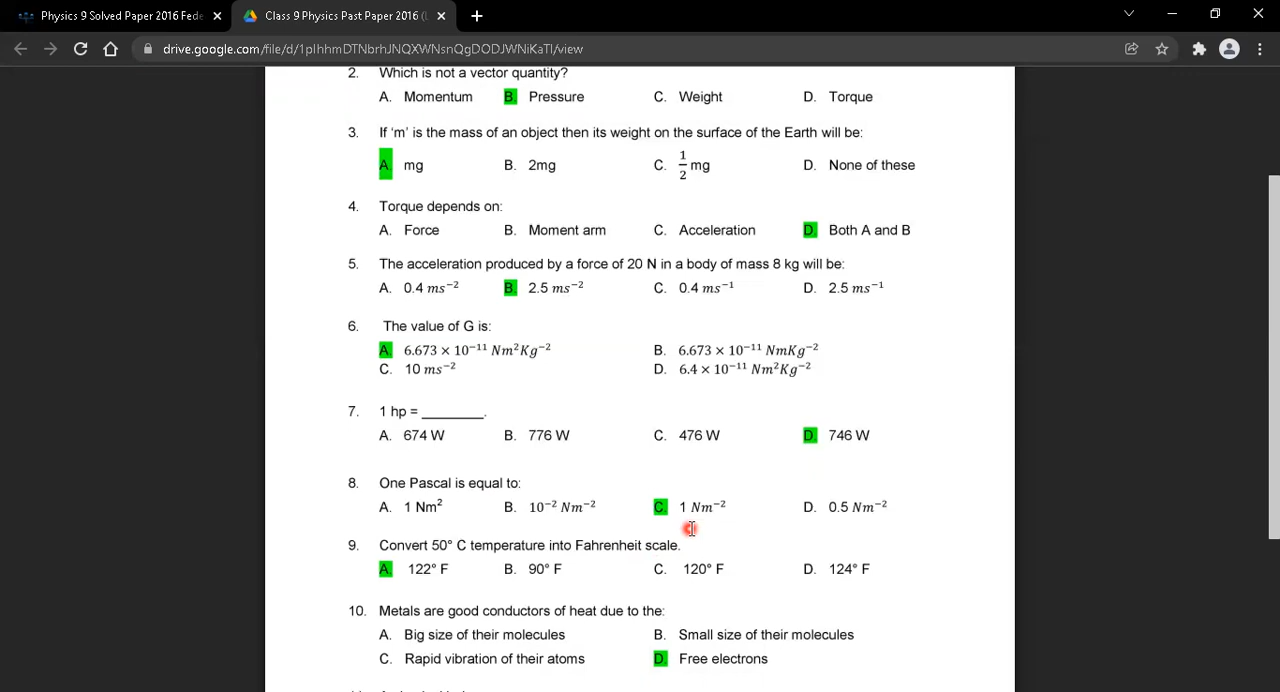 Physics 9 Solved Paper 2016 Fede
Class 9 Physics Past Paper 2016 (
2. Which is not a vector quantity?
A. Momentum B. Pressure C. Weight D. Torque
3. If ‘m’ is the mass of an object then its weight on the surface of the Earth will be:
A. mg B. 2mg C. 1/2 mg D. None of these
4. Torque depends on:
A. Force B. Moment arm C. Acceleration D. Both A and B
5. The acceleration produced by a force of 20 N in a body of mass 8 kg will be:
A. 0.4 ms⁻² B. 2.5 ms⁻² C. 0.4 ms⁻¹ D. 2.5 ms⁻¹
6. The value of G is:
A. 6.673 × 10⁻¹¹ Nm²Kg⁻² B. 6.673 × 10⁻¹¹ NmKg⁻²
C. 10 ms⁻² D. 6.4 × 10⁻¹¹ Nm²Kg⁻²
7. 1 hp = ________.
A. 674 W B. 776 W C. 476 W D. 746 W
8. One Pascal is equal to:
A. 1 Nm² B. 10⁻² Nm⁻² C. 1 Nm⁻² D. 0.5 Nm⁻²
9. Convert 50° C temperature into Fahrenheit scale.
A. 122° F B. 90° F C. 120° F D. 124° F
10. Metals are good conductors of heat due to the:
A. Big size of their molecules B. Small size of their molecules
C. Rapid vibration of their atoms D. Free electrons